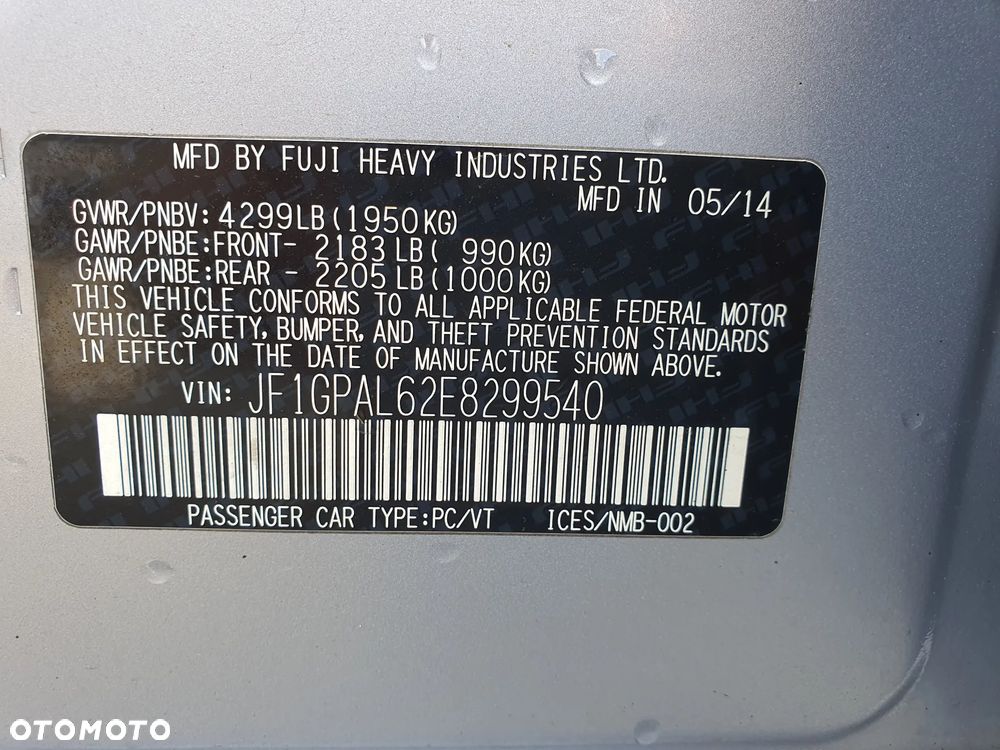 MFD BY FUJI HEAVY INDUSTRIES LTD.
MFD IN 05/14
GVWR/PNBV: 4299LB (1950KG)
GAWR/PNBE:FRONT- 2183 LB ( 990KG)
GAWR/PNBE:REAR - 2205 LB (1000KG)
THIS VEHICLE CONFORMS TO ALL APPLICABLE FEDERAL MOTOR
VEHICLE SAFETY, BUMPER, AND THEFT PREVENTION STANDARDS
IN EFFECT ON THE DATE OF MANUFACTURE SHOWN ABOVE.
VIN: JF1GPAL62E8299540
PASSENGER CAR TYPE:PC/VT ICES/NMB-002
OTOMOTO